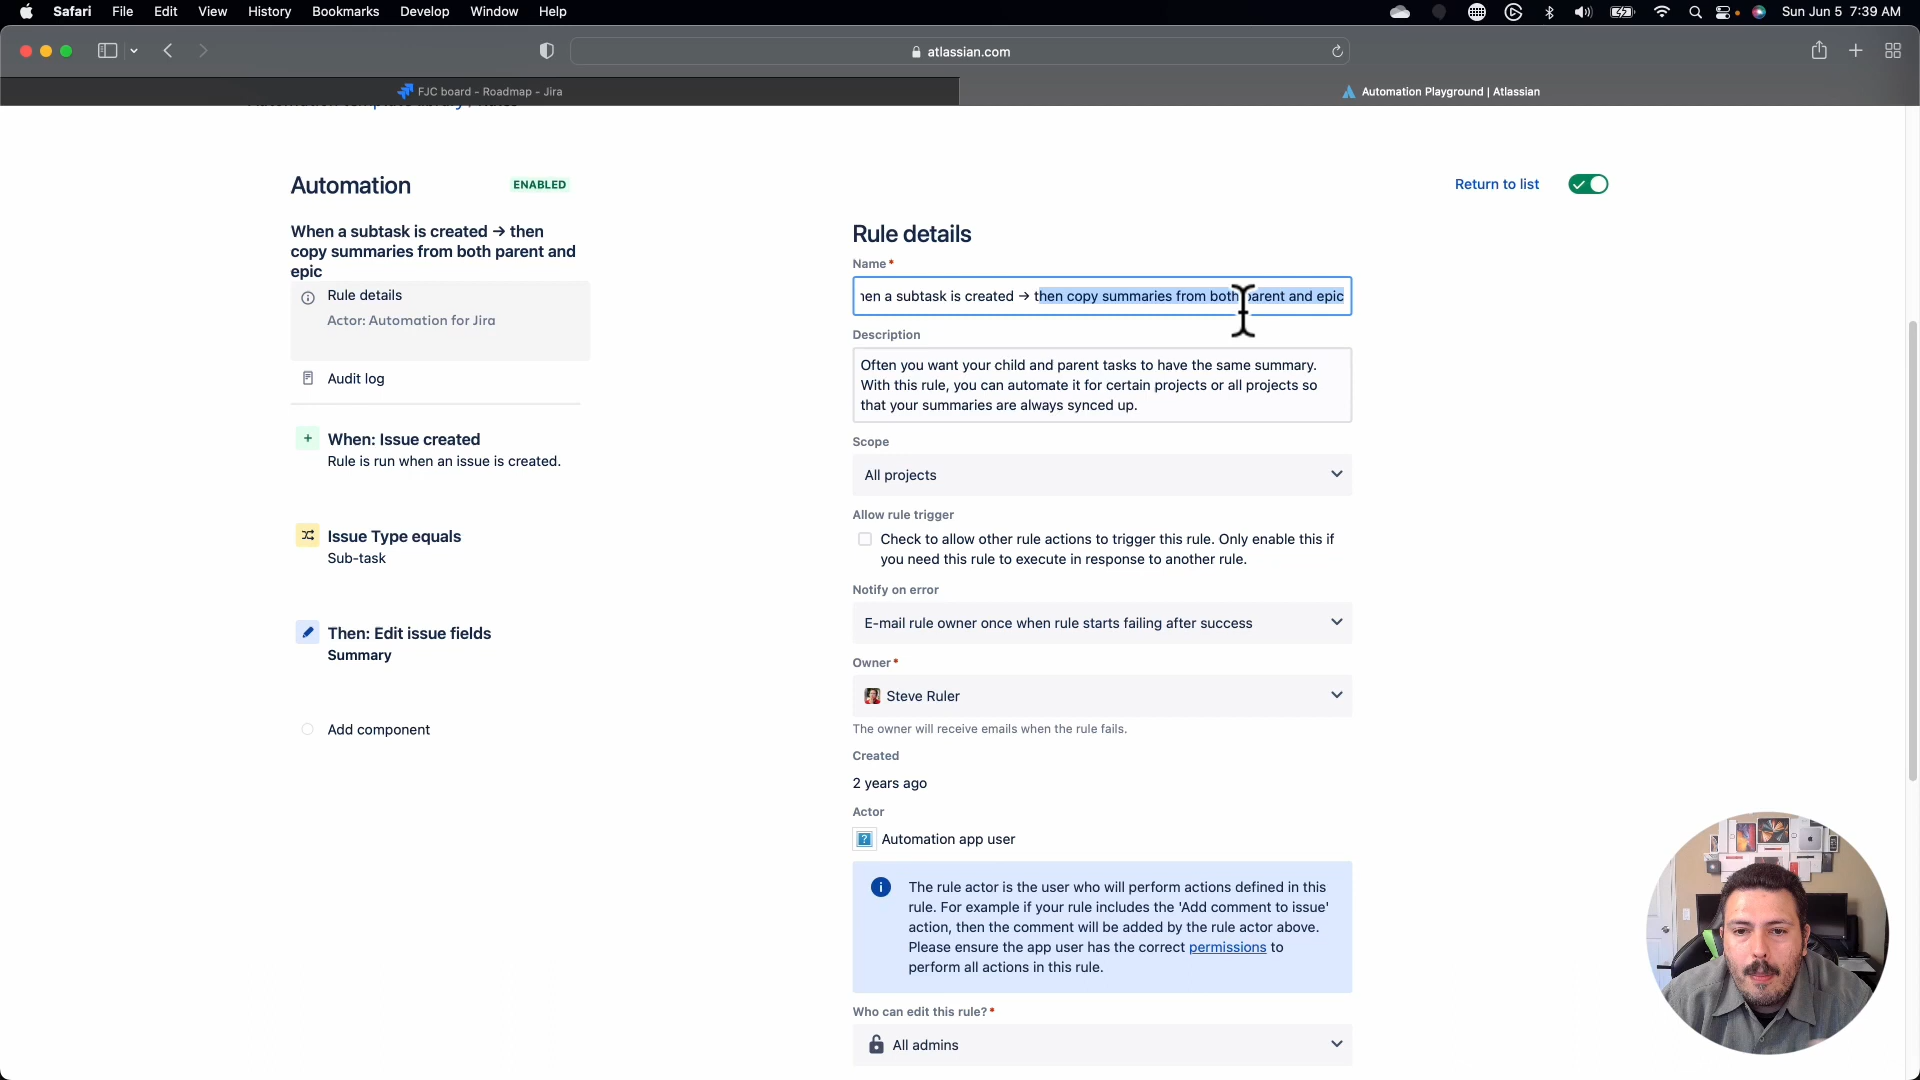 Safari File Edit View History Bookmarks Develop Window Help Sun Jun 5 7:39 AM
atlassian.com
FJC board - Roadmap - Jira
Automation Playground | Atlassian
Automation ENABLED
Return to list
When a subtask is created → then
copy summaries from both parent and
epic
Rule details
Actor: Automation for Jira
Audit log
When: Issue created
Rule is run when an issue is created.
Issue Type equals
Sub-task
Then: Edit issue fields
Summary
Add component
Rule details
Name*
hen a subtask is created → then copy summaries from both parent and epic
Description
Often you want your child and parent tasks to have the same summary.
With this rule, you can automate it for certain projects or all projects so
that your summaries are always synced up.
Scope
All projects
Allow rule trigger
Check to allow other rule actions to trigger this rule. Only enable this if
you need this rule to execute in response to another rule.
Notify on error
E-mail rule owner once when rule starts failing after success
Owner*
Steve Ruler
The owner will receive emails when the rule fails.
Created
2 years ago
Actor
Automation app user
The rule actor is the user who will perform actions defined in this
rule. For example if your rule includes the 'Add comment to issue'
action, then the comment will be added by the rule actor above.
Please ensure the app user has the correct permissions to
perform all actions in this rule.
Who can edit this rule?*
All admins